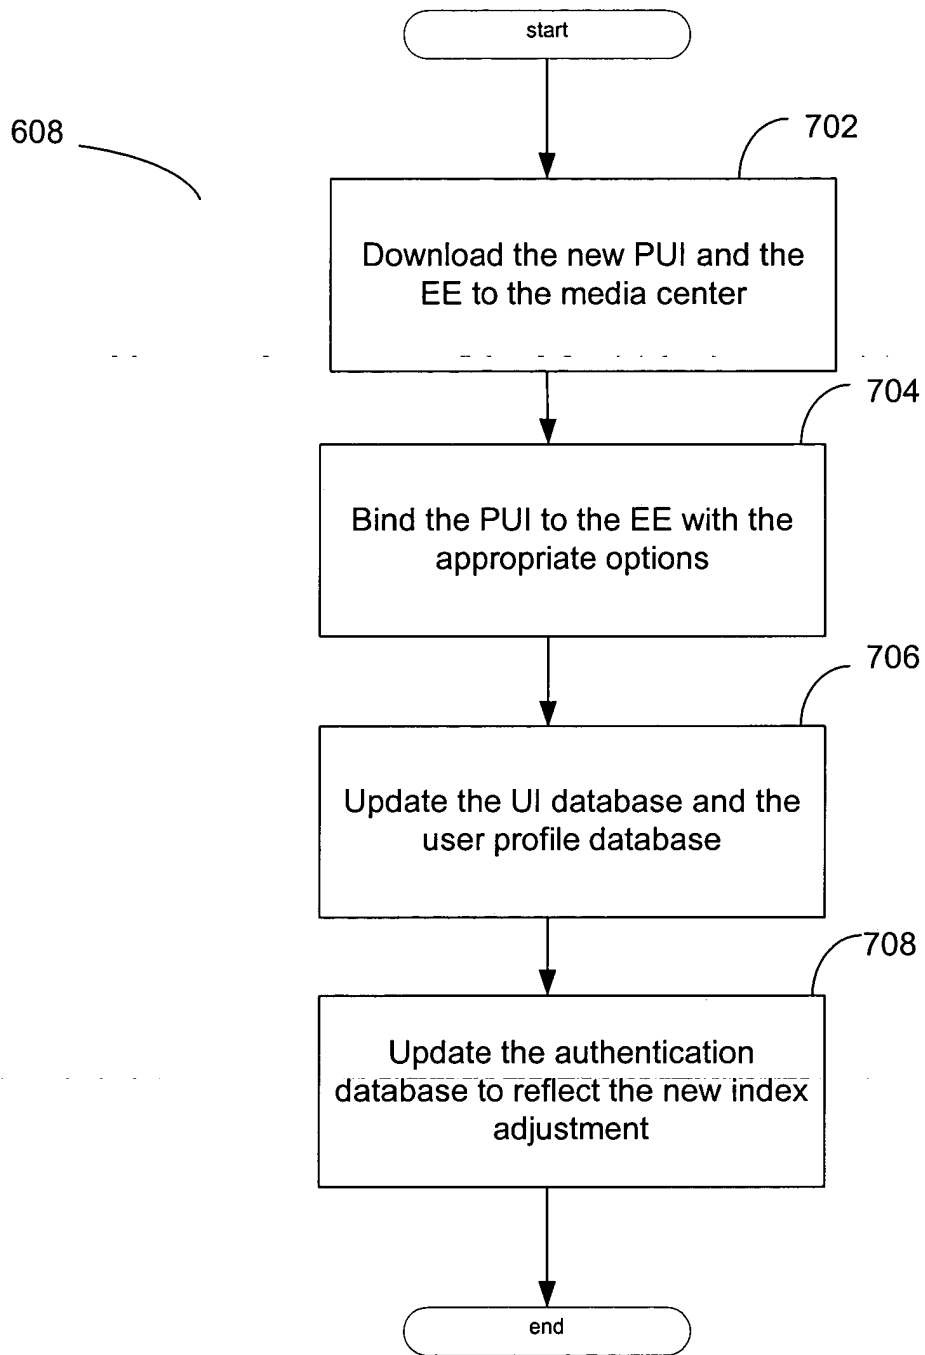 start
608
702
Download the new PUI and the
EE to the media center
704
Bind the PUI to the EE with the
appropriate options
706
Update the UI database and the
user profile database
708
Update the authentication
database to reflect the new index
adjustment
end